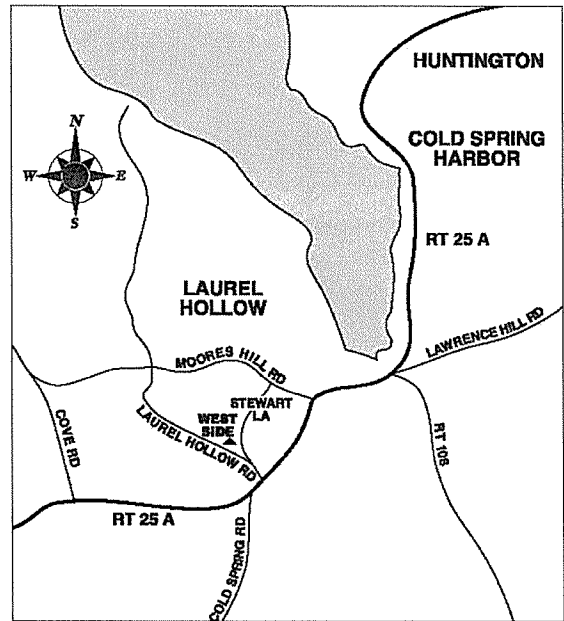 HUNTINGTON
COLD SPRING
HARBOR
N
W
E
S
RT 25 A
LAUREL
HOLLOW
LAWRENCE HILL RD
MOORES HILL RD
STEWART
LA
WEST
SIDE
LAUREL HOLLOW RD
COVE RD
RT 108
RT 25 A
COLD SPRING RD